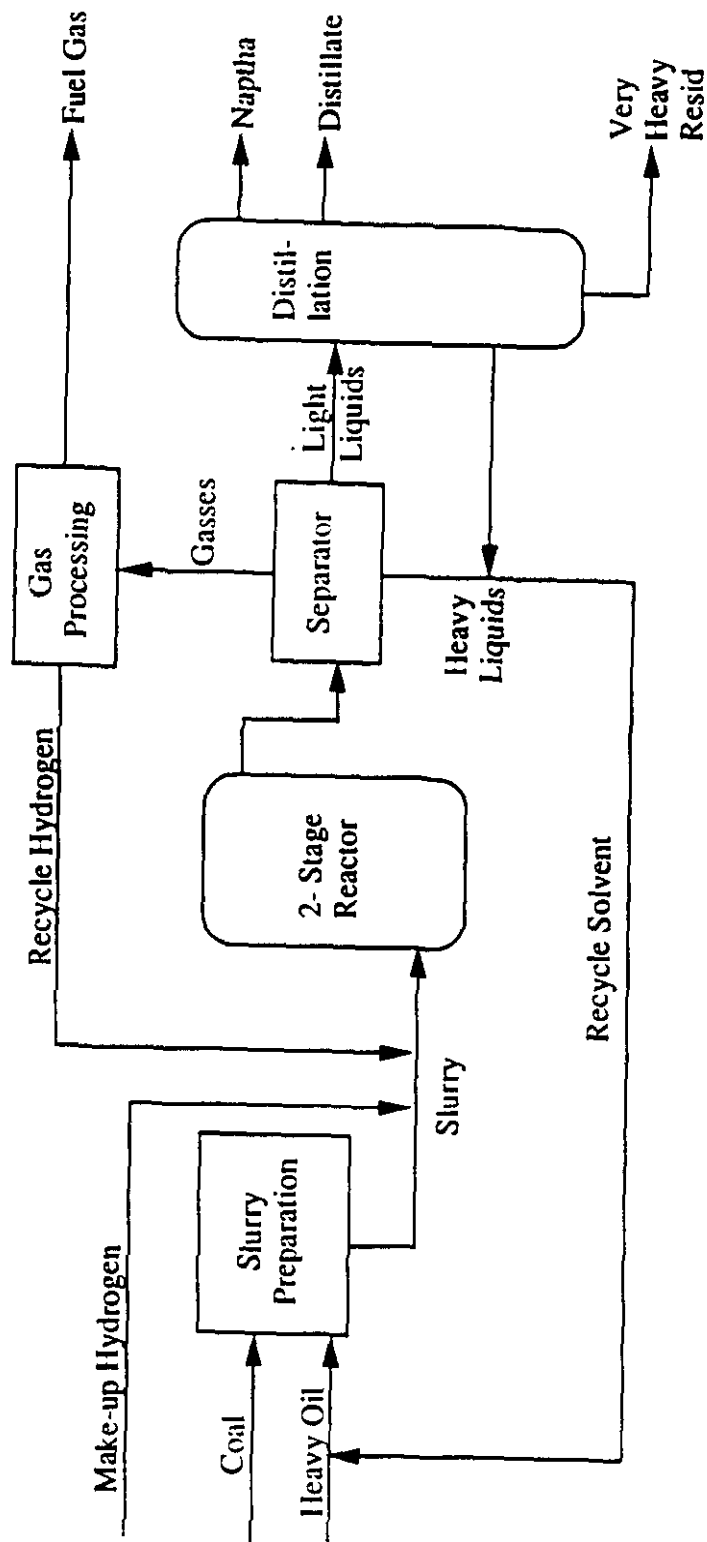 Make-up Hydrogen
Recycle Hydrogen
Gas
Processing
Fuel Gas
Coal
Heavy Oil
Slurry
Preparation
Slurry
2- Stage
Reactor
Gasses
Separator
Light
Liquids
Heavy
Liquids
Distil-
lation
Naptha
Distillate
Very
Heavy
Resid
Recycle Solvent